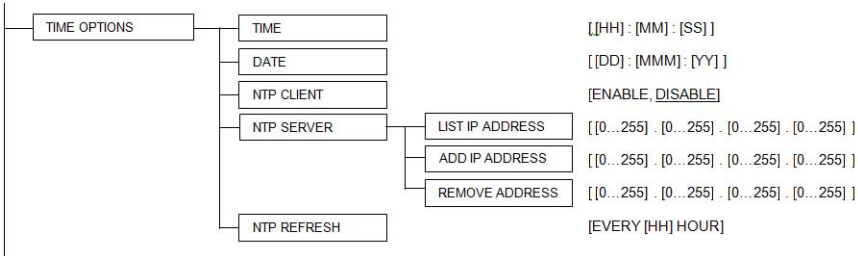 TIME OPTIONS TIME [ [HH] : [MM] : [SS] ]
DATE [ [DD] : [MMM] : [YY] ]
NTP CLIENT [ENABLE, DISABLE]
NTP SERVER LIST IP ADDRESS [ [0...255] . [0...255] . [0...255] . [0...255] ]
ADD IP ADDRESS [ [0...255] . [0...255] . [0...255] . [0...255] ]
REMOVE ADDRESS [ [0...255] . [0...255] . [0...255] . [0...255] ]
NTP REFRESH [EVERY [HH] HOUR]